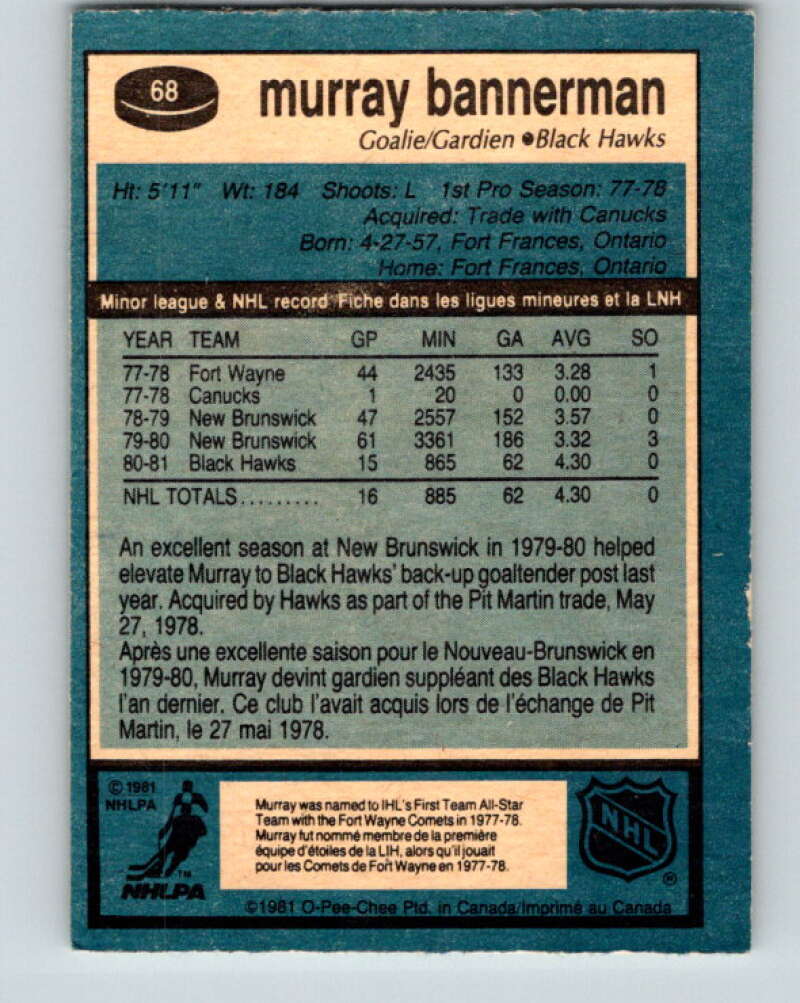 68
murray bannerman
Goalie/Gardien • Black Hawks
Ht: 5'11" Wt: 184 Shoots: L 1st Pro Season: 77-78
Acquired: Trade with Canucks
Born: 4-27-57, Fort Frances, Ontario
Home: Fort Frances, Ontario
Minor league & NHL record Fiche dans les ligues mineures et la LNH
YEAR TEAM GP MIN GA AVG SO
77-78 Fort Wayne 44 2435 133 3.28 1
77-78 Canucks 1 20 0 0.00 0
78-79 New Brunswick 47 2557 152 3.57 0
79-80 New Brunswick 61 3361 186 3.32 3
80-81 Black Hawks 15 865 62 4.30 0
NHL TOTALS......... 16 885 62 4.30 0
An excellent season at New Brunswick in 1979-80 helped
elevate Murray to Black Hawks' back-up goaltender post last
year. Acquired by Hawks as part of the Pit Martin trade, May
27, 1978.
Après une excellente saison pour le Nouveau-Brunswick en
1979-80, Murray devint gardien suppléant des Black Hawks
l'an dernier. Ce club l'avait acquis lors de l'échange de Pit
Martin, le 27 mai 1978.
© 1981
NHLPA
TM
NHLPA
Murray was named to IHL's First Team All-Star
Team with the Fort Wayne Comets in 1977-78.
Murray fut nommé membre de la première
équipe d'étoiles de la LIH, alors qu'il jouait
pour les Comets de Fort Wayne en 1977-78.
NHL
®
©1981 O-Pee-Chee Ptd. in Canada/Imprimé au Canada